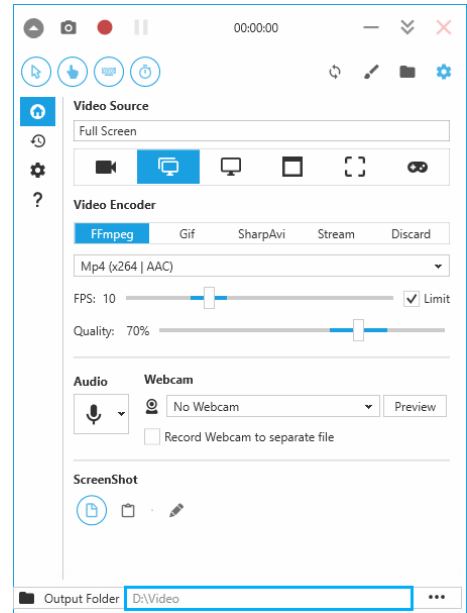 00:00:00
Video Source
Full Screen
?
Video Encoder
FFmpeg Gif SharpAvi Stream Discard
Mp4 (x264 | AAC)
FPS: 10 Limit
Quality: 70%
Audio Webcam
No Webcam Preview
Record Webcam to separate file
ScreenShot
Output Folder D:\Video ...